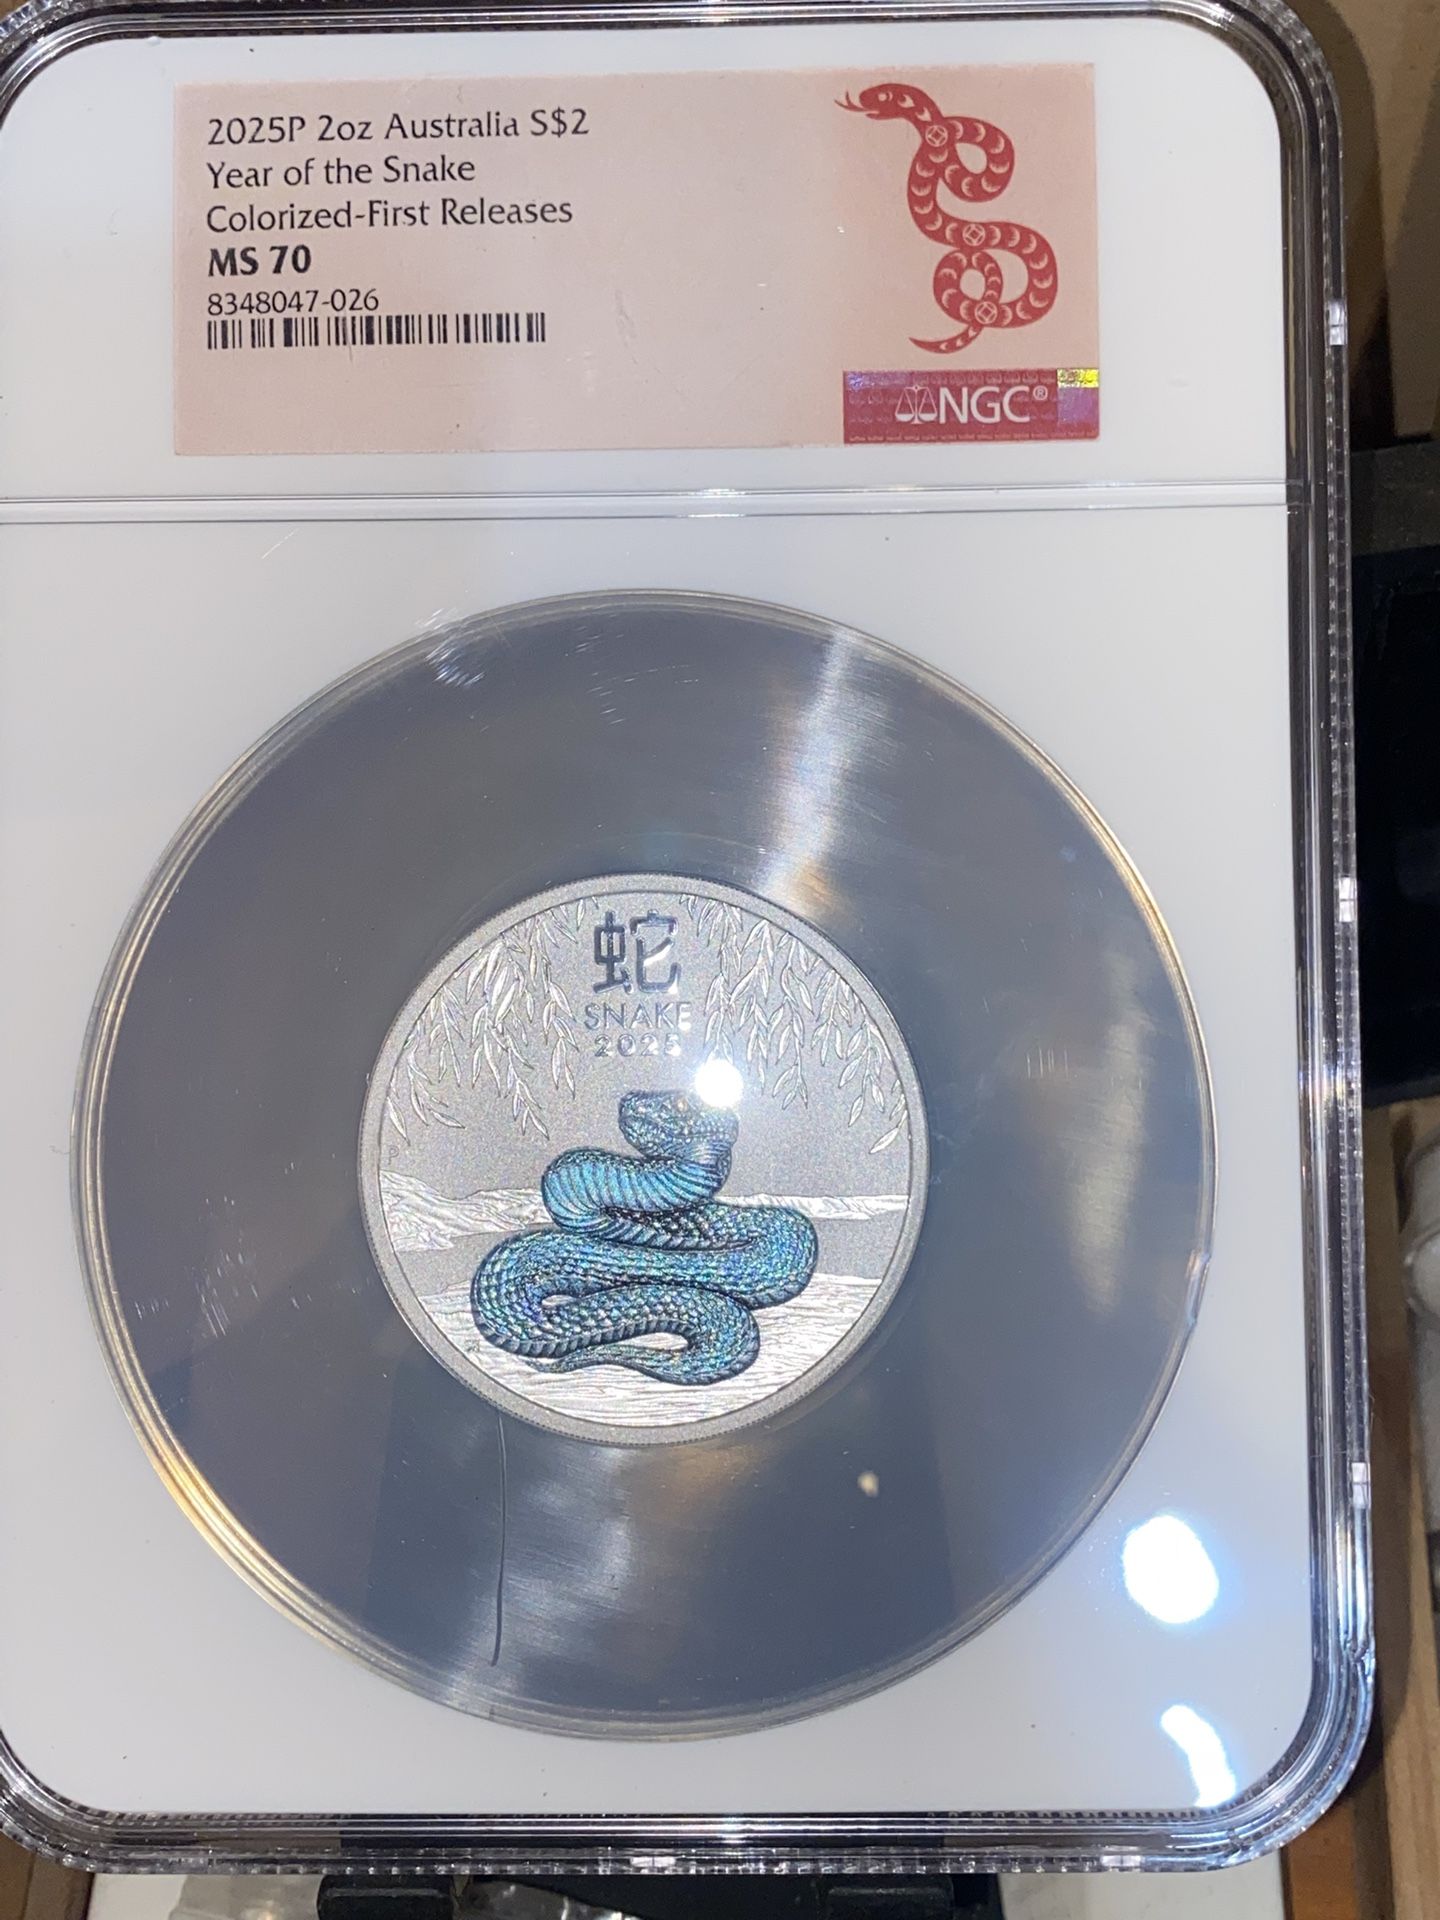 2025P 2oz Australia S$2
Year of the Snake
Colorized-First Releases
MS 70
8348047-026
NGC®
蛇
SNAKE
2025
P